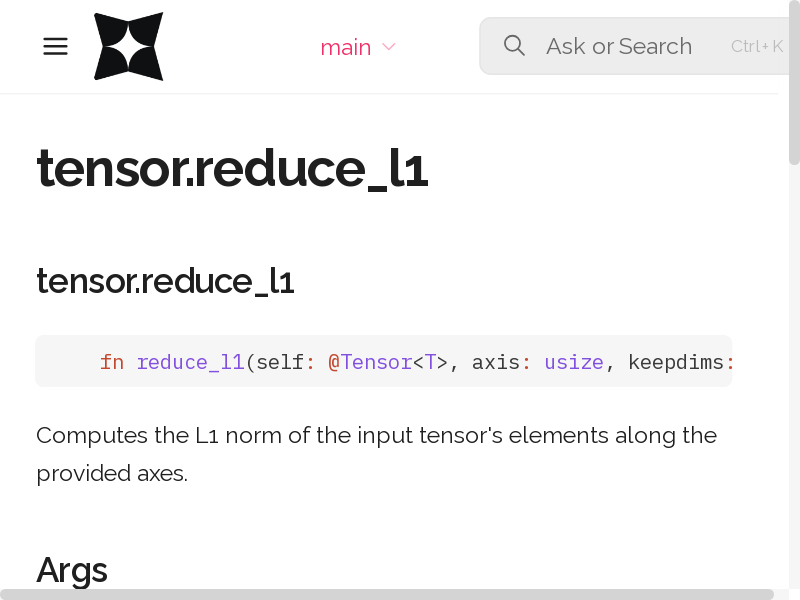 main
Ask or Search
Ctrl+K
tensor.reduce_l1
tensor.reduce_l1
fn reduce_l1(self: @Tensor<T>, axis: usize, keepdims:
Computes the L1 norm of the input tensor's elements along the
provided axes.
Args